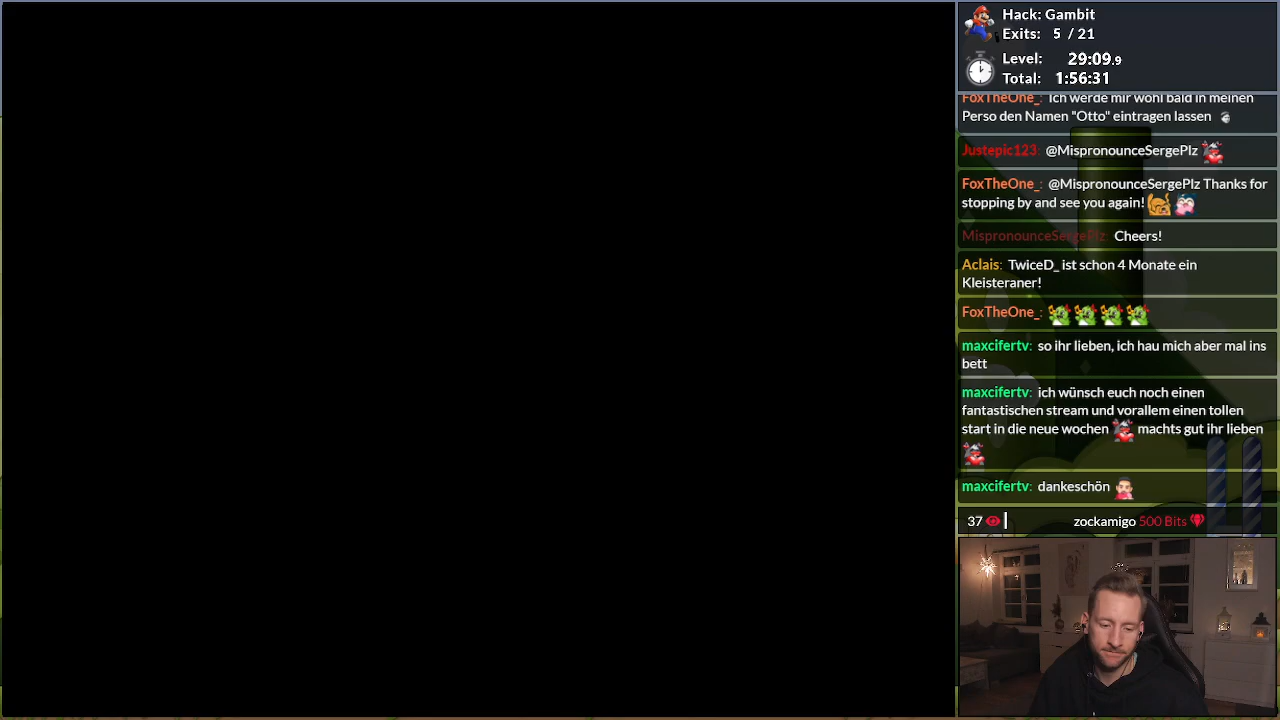 Hack: Gambit
Exits: 5 / 21
Level: 29:09.9
Total: 1:56:31
FoxTheOne_: Ich werde mir wohl bald in meinen
Perso den Namen "Otto" eintragen lassen
Justepic123: @MispronounceSergePlz
FoxTheOne_: @MispronounceSergePlz Thanks for
stopping by and see you again!
MispronounceSergePlz: Cheers!
Aclais: TwiceD_ ist schon 4 Monate ein
Kleisteraner!
FoxTheOne_:
maxcifertv: so ihr lieben, ich hau mich aber mal ins
bett
maxcifertv: ich wünsch euch noch einen
fantastischen stream und vorallem einen tollen
start in die neue wochen machts gut ihr lieben
maxcifertv: dankeschön
37 zockamigo 500 Bits